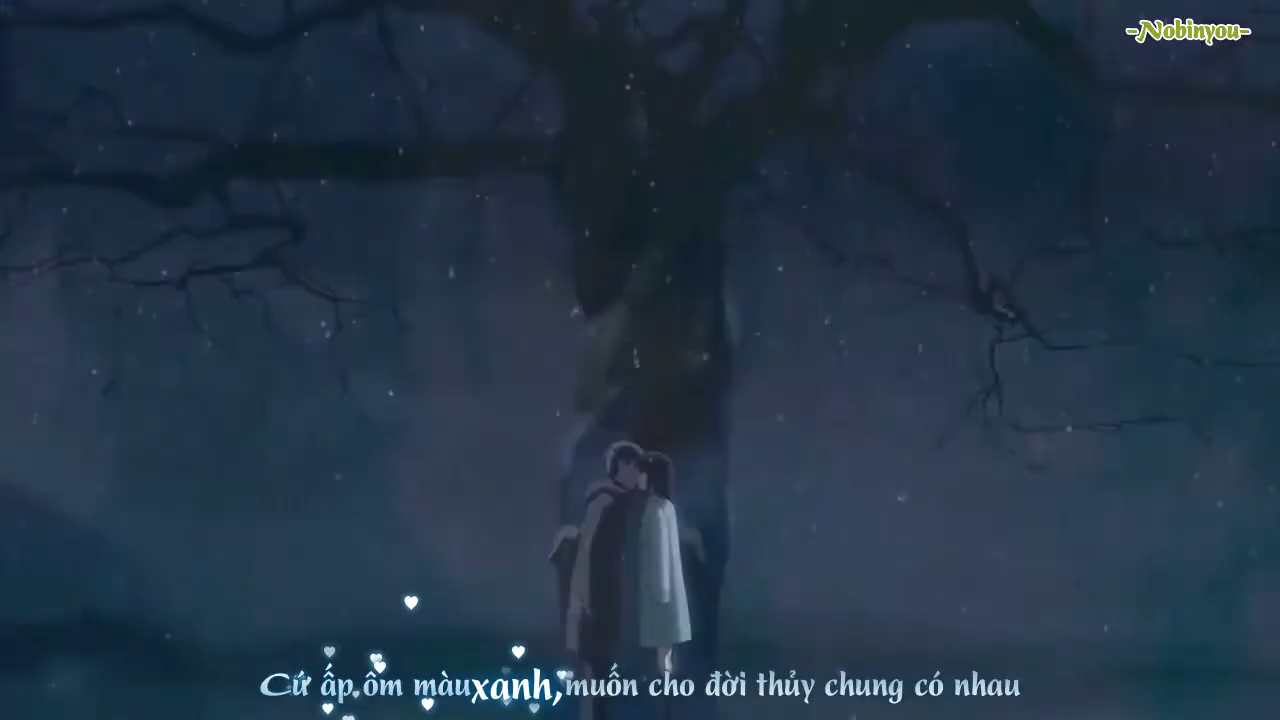 -Nobinyou-
Cứ ấp ôm màu xanh, muốn cho đời thủy chung có nhau